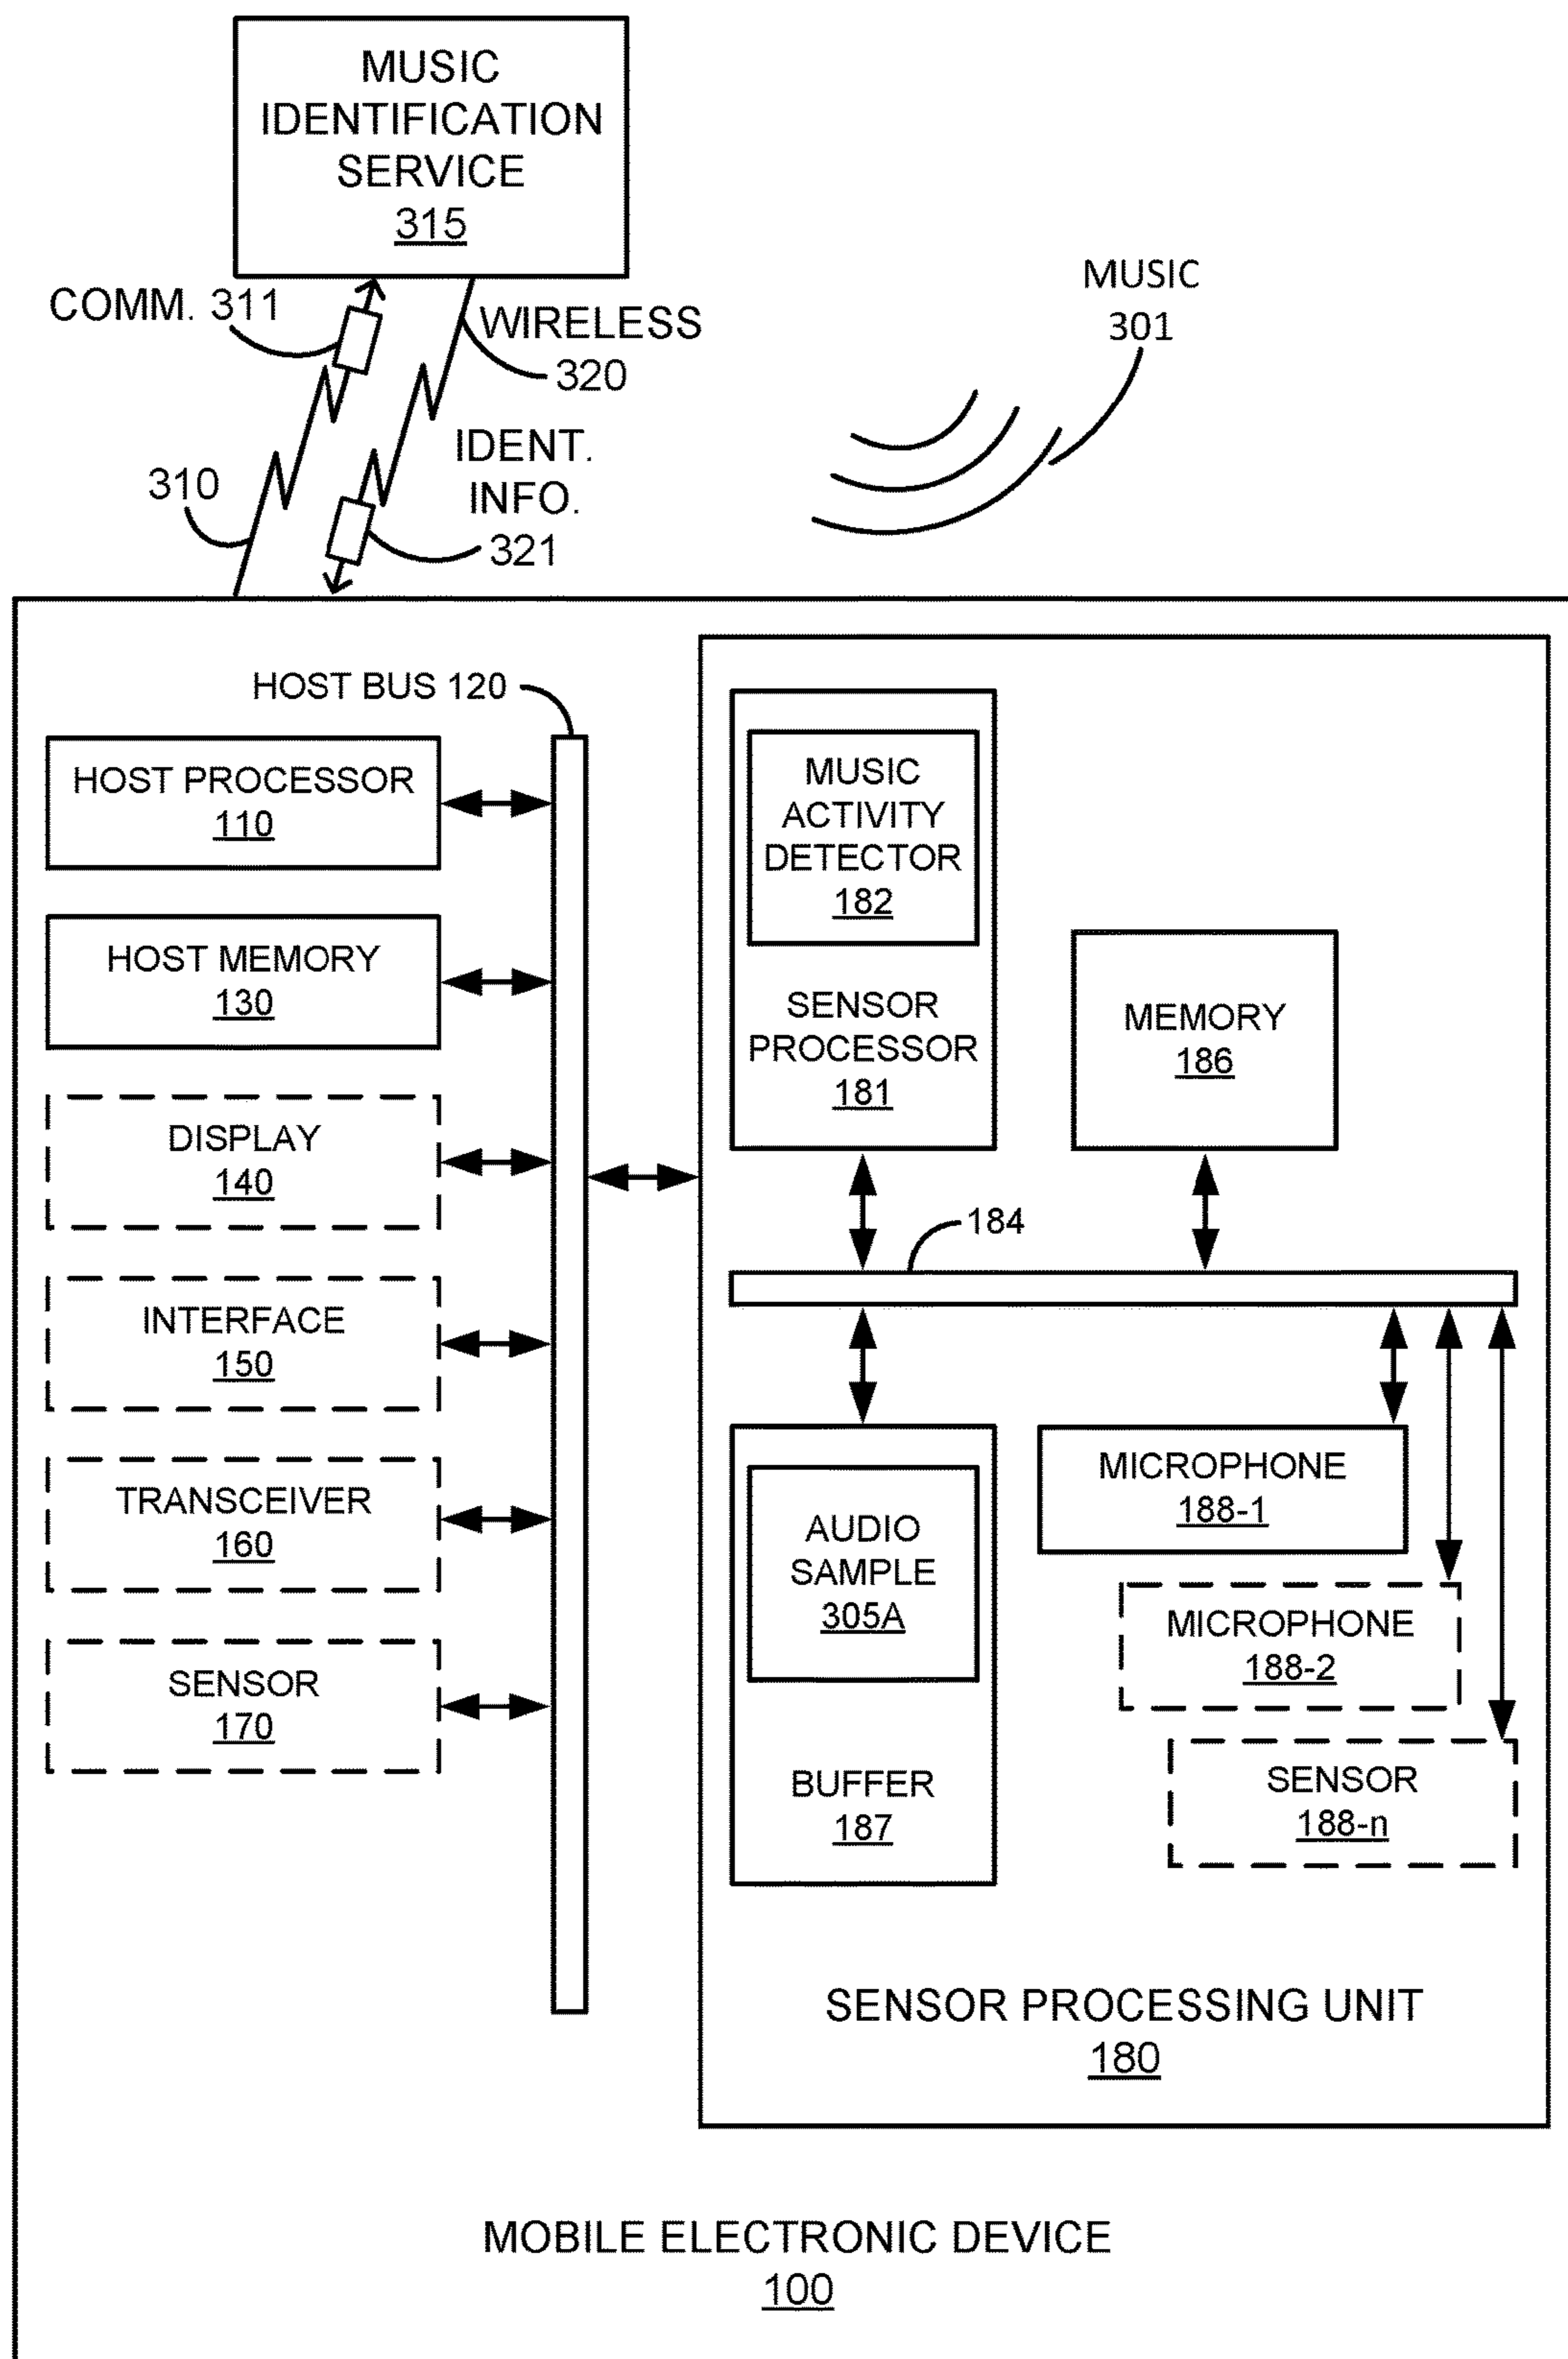 MUSIC
IDENTIFICATION
SERVICE
315
COMM. 311
WIRELESS
320
MUSIC
301
310
IDENT.
INFO.
321
HOST BUS 120
HOST PROCESSOR
110
HOST MEMORY
130
DISPLAY
140
INTERFACE
150
TRANSCEIVER
160
SENSOR
170
MUSIC
ACTIVITY
DETECTOR
182
SENSOR
PROCESSOR
181
MEMORY
186
184
AUDIO
SAMPLE
305A
BUFFER
187
MICROPHONE
188-1
MICROPHONE
188-2
SENSOR
188-n
SENSOR PROCESSING UNIT
180
MOBILE ELECTRONIC DEVICE
100